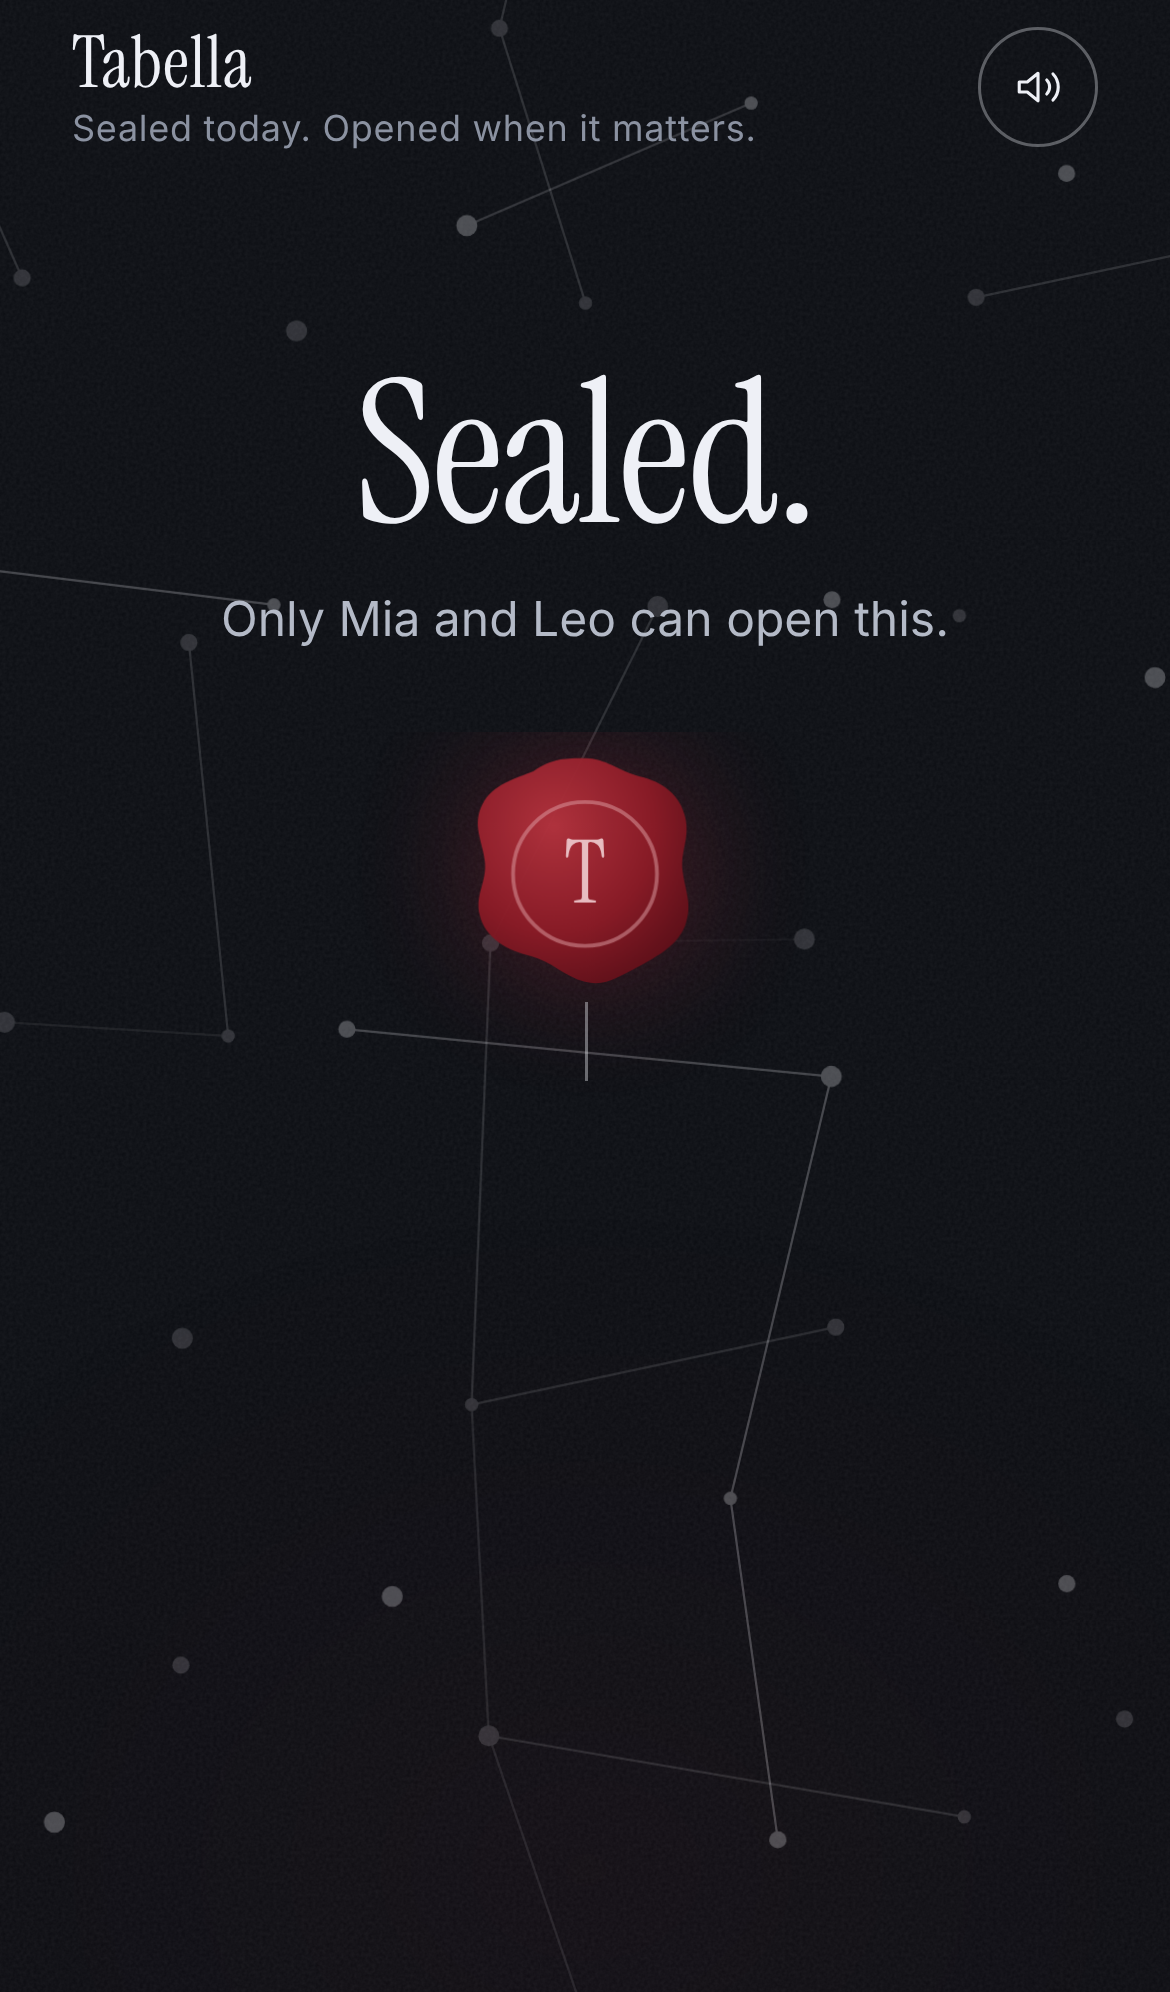 Tabella
Sealed today. Opened when it matters.
Sealed.
Only Mia and Leo can open this.
T